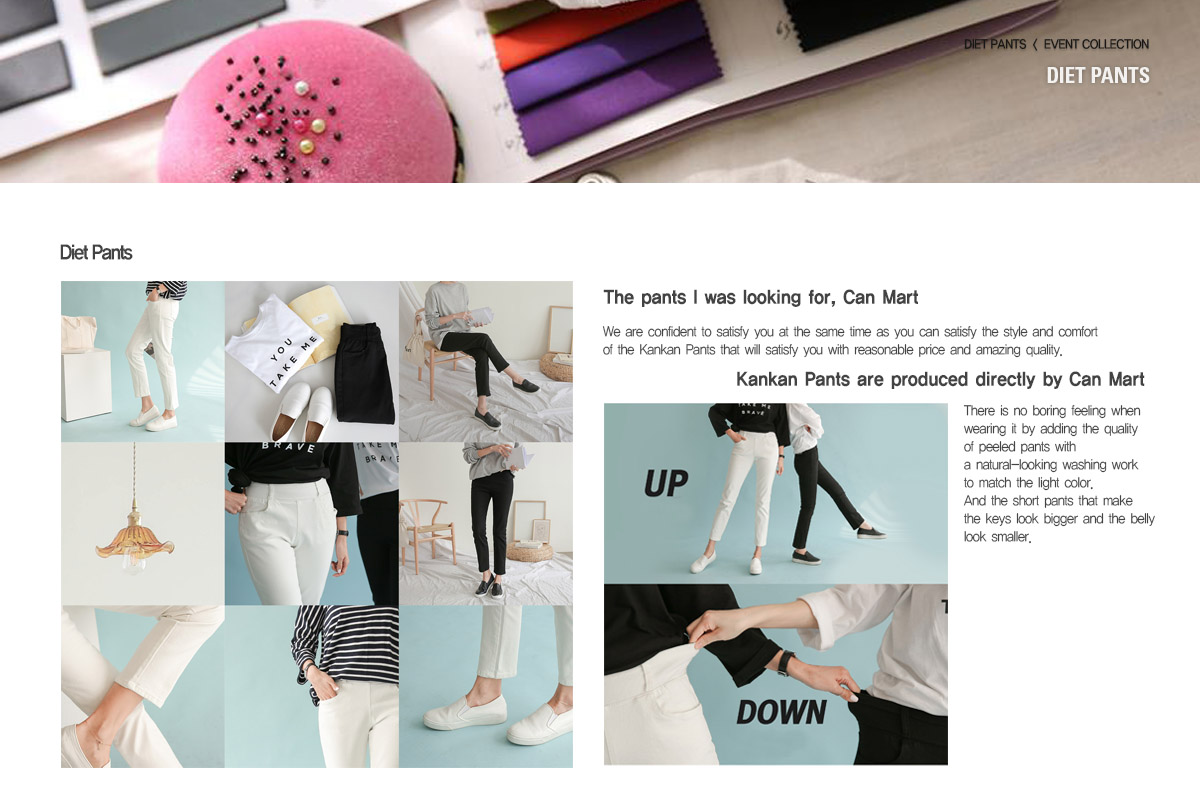 DIET PANTS 〈 EVENT COLLECTION
DIET PANTS
Diet Pants
YOU
TAKE ME
BRAVE
The pants I was looking for, Can Mart
We are confident to satisfy you at the same time as you can satisfy the style and comfort
of the Kankan Pants that will satisfy you with reasonable price and amazing quality.
Kankan Pants are produced directly by Can Mart
TAKE ME
BRAVE
UP
DOWN
There is no boring feeling when
wearing it by adding the quality
of peeled pants with
a natural-looking washing work
to match the light color.
And the short pants that make
the keys look bigger and the belly
look smaller.